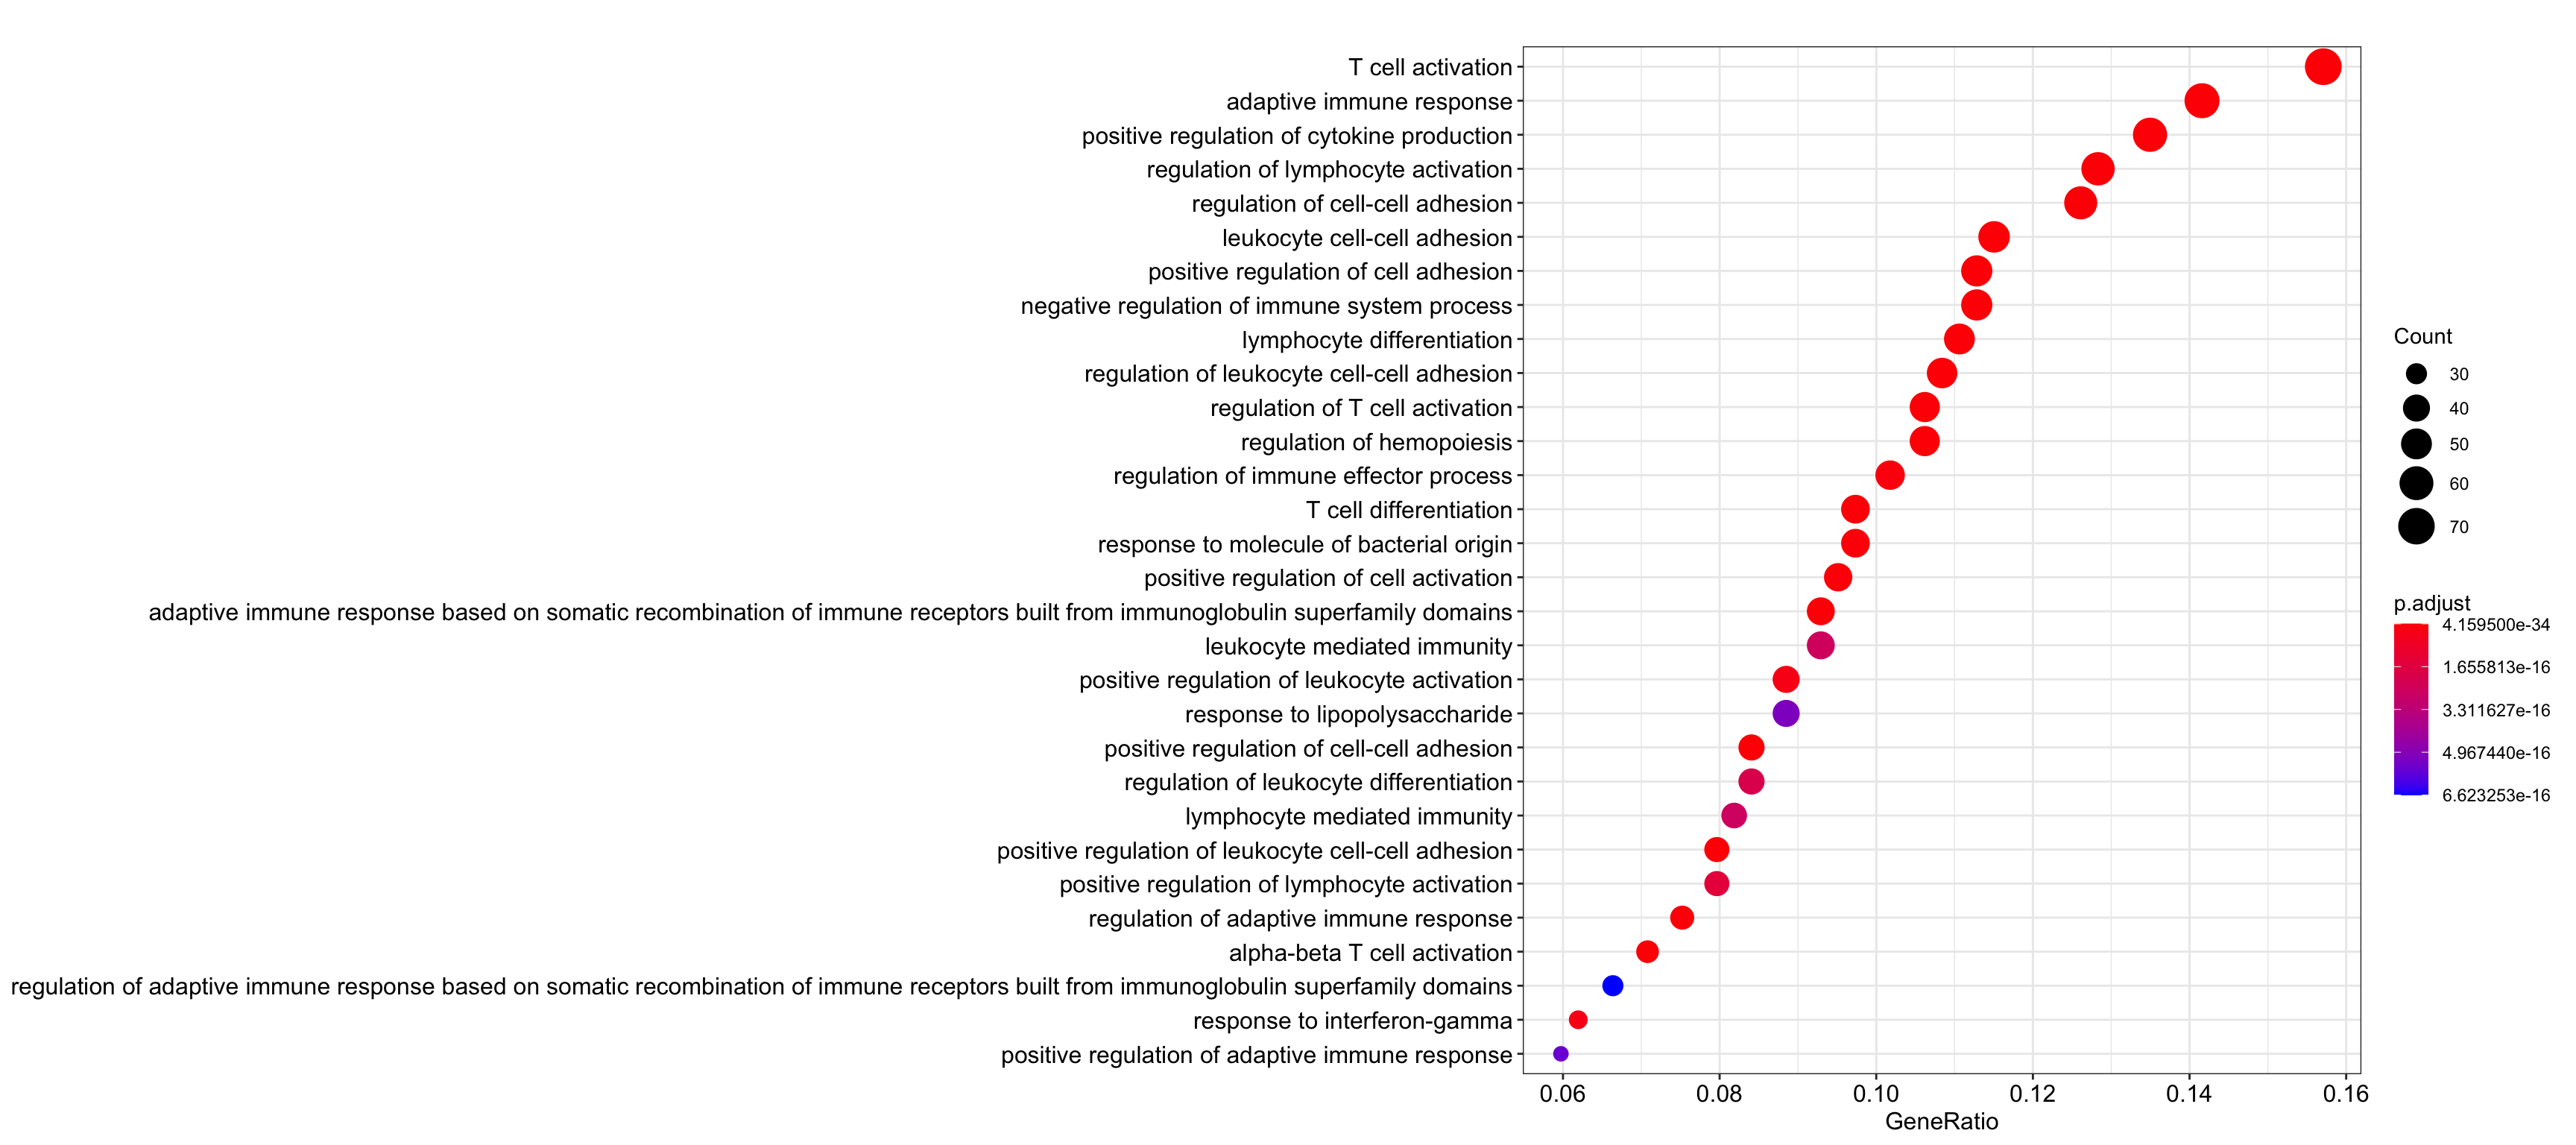 T cell activation
adaptive immune response
positive regulation of cytokine production
regulation of lymphocyte activation
regulation of cell-cell adhesion
leukocyte cell-cell adhesion
positive regulation of cell adhesion
negative regulation of immune system process
lymphocyte differentiation
regulation of leukocyte cell-cell adhesion
regulation of T cell activation
regulation of hemopoiesis
regulation of immune effector process
T cell differentiation
response to molecule of bacterial origin
positive regulation of cell activation
adaptive immune response based on somatic recombination of immune receptors built from immunoglobulin superfamily domains
leukocyte mediated immunity
positive regulation of leukocyte activation
response to lipopolysaccharide
positive regulation of cell-cell adhesion
regulation of leukocyte differentiation
lymphocyte mediated immunity
positive regulation of leukocyte cell-cell adhesion
positive regulation of lymphocyte activation
regulation of adaptive immune response
alpha-beta T cell activation
regulation of adaptive immune response based on somatic recombination of immune receptors built from immunoglobulin superfamily domains
response to interferon-gamma
positive regulation of adaptive immune response
0.06 0.08 0.10 0.12 0.14 0.16
GeneRatio
Count
30
40
50
60
70
p.adjust
4.159500e-34
1.655813e-16
3.311627e-16
4.967440e-16
6.623253e-16